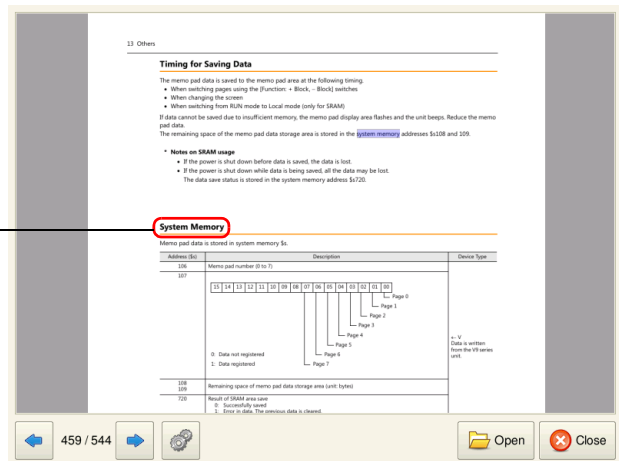 13 Others
Timing for Saving Data
The memo pad data is saved to the memo pad area at the following timing.
• When switching pages using the [Function: + Block, − Block] switches
• When changing the screen
• When switching from RUN mode to Local mode (only for SRAM)
If data cannot be saved due to insufficient memory, the memo pad display area flashes and the unit beeps. Reduce the memo
pad data.
The remaining space of the memo pad data storage area is stored in the system memory addresses $s108 and 109.
* Notes on SRAM usage
• If the power is shut down before data is saved, the data is lost.
• If the power is shut down while data is being saved, all the data may be lost.
The data save status is stored in the system memory address $s720.
System Memory
Memo pad data is stored in system memory $s.
Address ($s) Description Device Type
106 Memo pad number (0 to 7)
107
15 14 13 12 11 10 09 08 07 06 05 04 03 02 01 00
Page 0
Page 1
Page 2
Page 3
Page 4
Page 5
0: Data not registered Page 6
1: Data registered Page 7
← V
Data is written
from the V9 series
unit.
108
109
Remaining space of memo pad data storage area (unit: bytes)
720 Result of SRAM area save
0: Successfully saved
1: Error in data. The previous data is cleared.
459 / 544
Open
Close